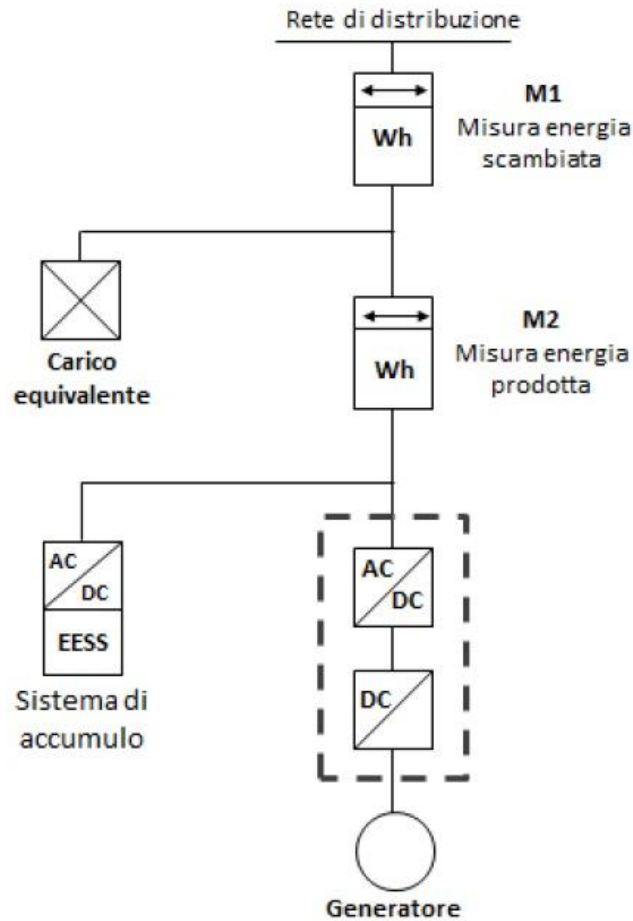 Rete di distribuzione
M1
Misura energia
scambiata
Wh
Carico
equivalente
M2
Misura energia
prodotta
Wh
AC
DC
EESS
Sistema di
accumulo
AC
DC
DC
Generatore